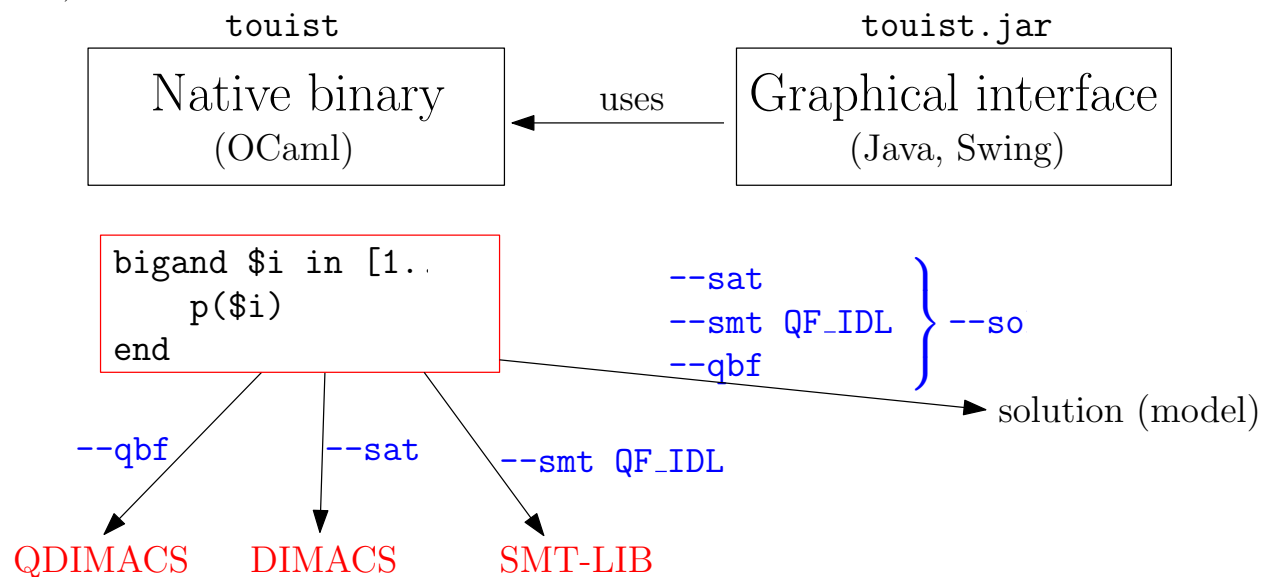 touist
touist.jar
Native binary
(OCaml)
uses
Graphical interface
(Java, Swing)
bigand $i in [1..
p($i)
end
--sat
--smt QF_IDL
--qbf
--so
solution (model)
--qbf
--sat
--smt QF_IDL
QDIMACS
DIMACS
SMT-LIB